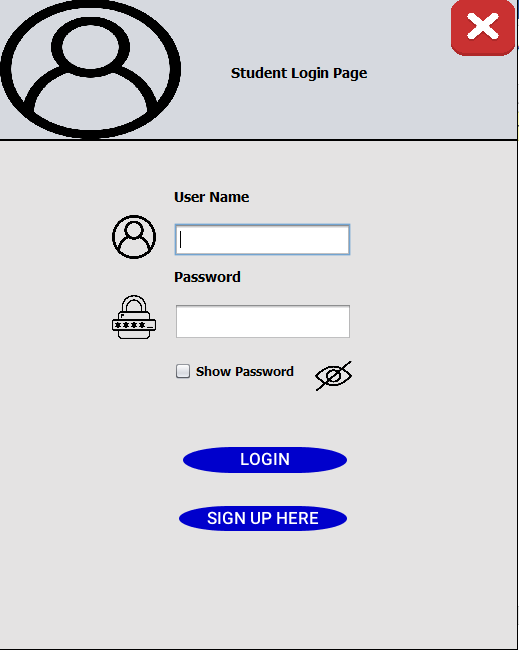 Student Login Page
User Name
Password
****_
Show Password
LOGIN
SIGN UP HERE